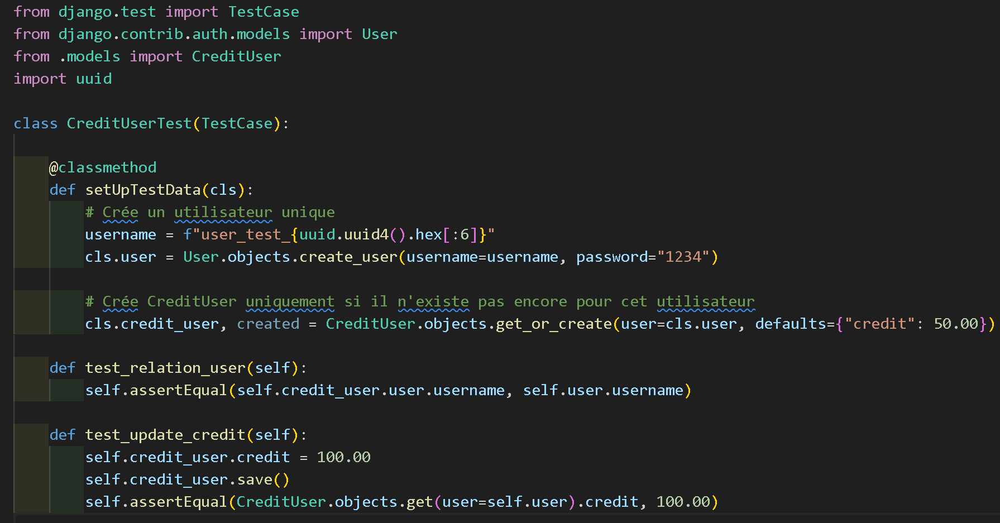 from django.test import TestCase
from django.contrib.auth.models import User
from .models import CreditUser
import uuid
class CreditUserTest(TestCase):
    @classmethod
    def setUpTestData(cls):
        # Crée un utilisateur unique
        username = f"user_test_{uuid.uuid4().hex[:6]}"
        cls.user = User.objects.create_user(username=username, password="1234")
        # Crée CreditUser uniquement si il n'existe pas encore pour cet utilisateur
        cls.credit_user, created = CreditUser.objects.get_or_create(user=cls.user, defaults={"credit": 50.00})
    def test_relation_user(self):
        self.assertEqual(self.credit_user.user.username, self.user.username)
    def test_update_credit(self):
        self.credit_user.credit = 100.00
        self.credit_user.save()
        self.assertEqual(CreditUser.objects.get(user=self.user).credit, 100.00)